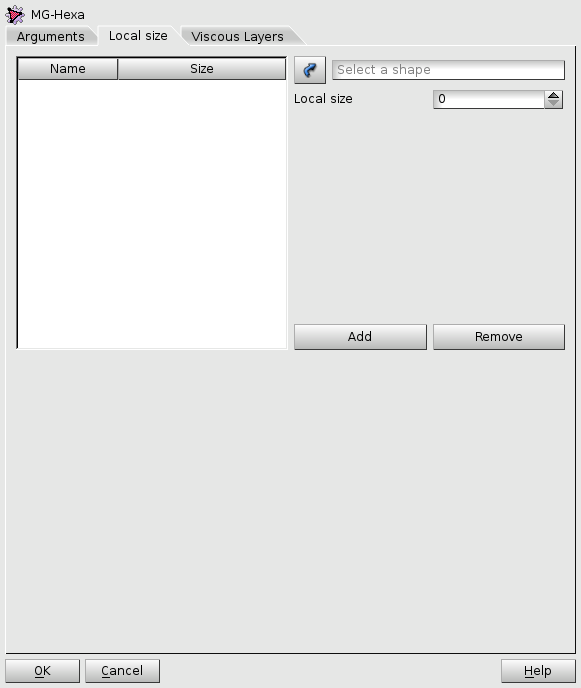 MG-Hexa
Arguments Local size Viscous Layers
Name Size Select a shape
Local size 0
Add Remove
OK Cancel Help